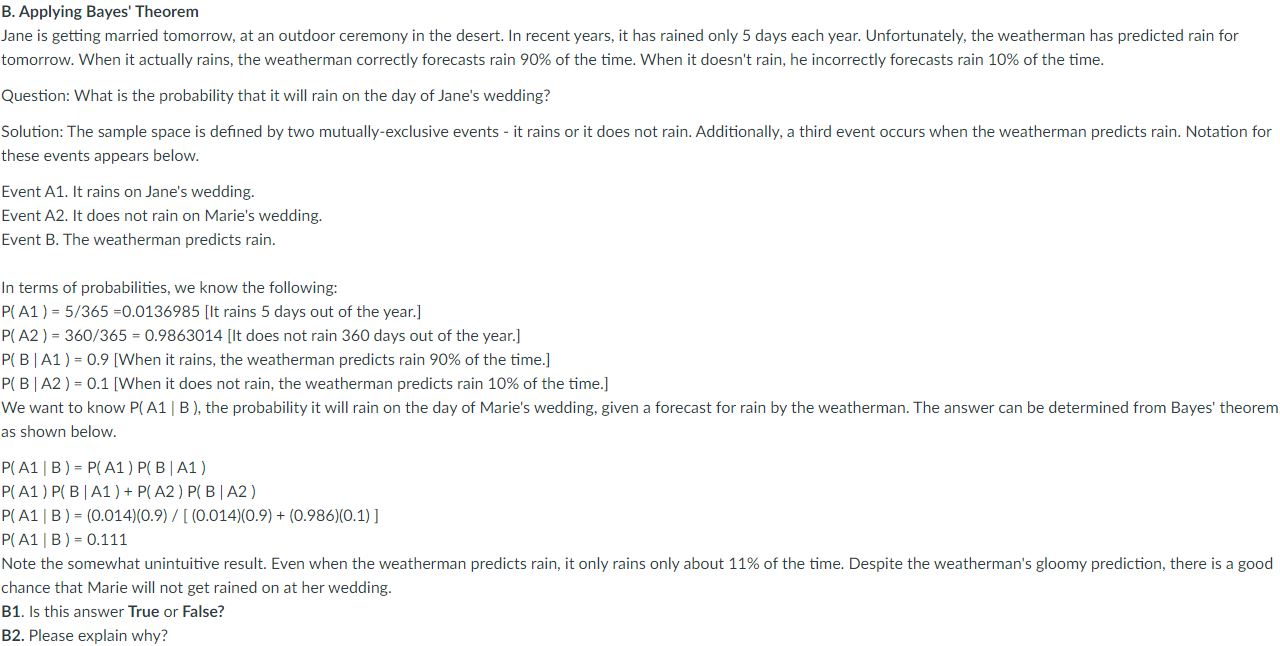 B. Applying Bayes' Theorem
Jane is getting married tomorrow, at an outdoor ceremony in the desert. In recent years, it has rained only 5 days each year. Unfortunately, the weatherman has predicted rain for
tomorrow. When it actually rains, the weatherman correctly forecasts rain 90% of the time. When it doesn't rain, he incorrectly forecasts rain 10% of the time.
Question: What is the probability that it will rain on the day of Jane's wedding?
Solution: The sample space is defined by two mutually-exclusive events - it rains or it does not rain. Additionally, a third event occurs when the weatherman predicts rain. Notation for
these events appears below.
Event A1. It rains on Jane's wedding.
Event A2. It does not rain on Marie's wedding.
Event B. The weatherman predicts rain.
In terms of probabilities, we know the following:
P( A1 ) = 5/365 =0.0136985 [It rains 5 days out of the year.]
P( A2 ) = 360/365 = 0.9863014 [It does not rain 360 days out of the year.]
P( B | A1 ) = 0.9 [When it rains, the weatherman predicts rain 90% of the time.]
P( B | A2 ) = 0.1 [When it does not rain, the weatherman predicts rain 10% of the time.]
We want to know P( A1 | B ), the probability it will rain on the day of Marie's wedding, given a forecast for rain by the weatherman. The answer can be determined from Bayes' theorem
as shown below.
P( A1 | B ) = P( A1 ) P( B | A1 )
P( A1 ) P( B | A1 ) + P( A2 ) P( B | A2 )
P( A1 | B ) = (0.014)(0.9) / [ (0.014)(0.9) + (0.986)(0.1) ]
P( A1 | B ) = 0.111
Note the somewhat unintuitive result. Even when the weatherman predicts rain, it only rains only about 11% of the time. Despite the weatherman's gloomy prediction, there is a good
chance that Marie will not get rained on at her wedding.
B1. Is this answer True or False?
B2. Please explain why?